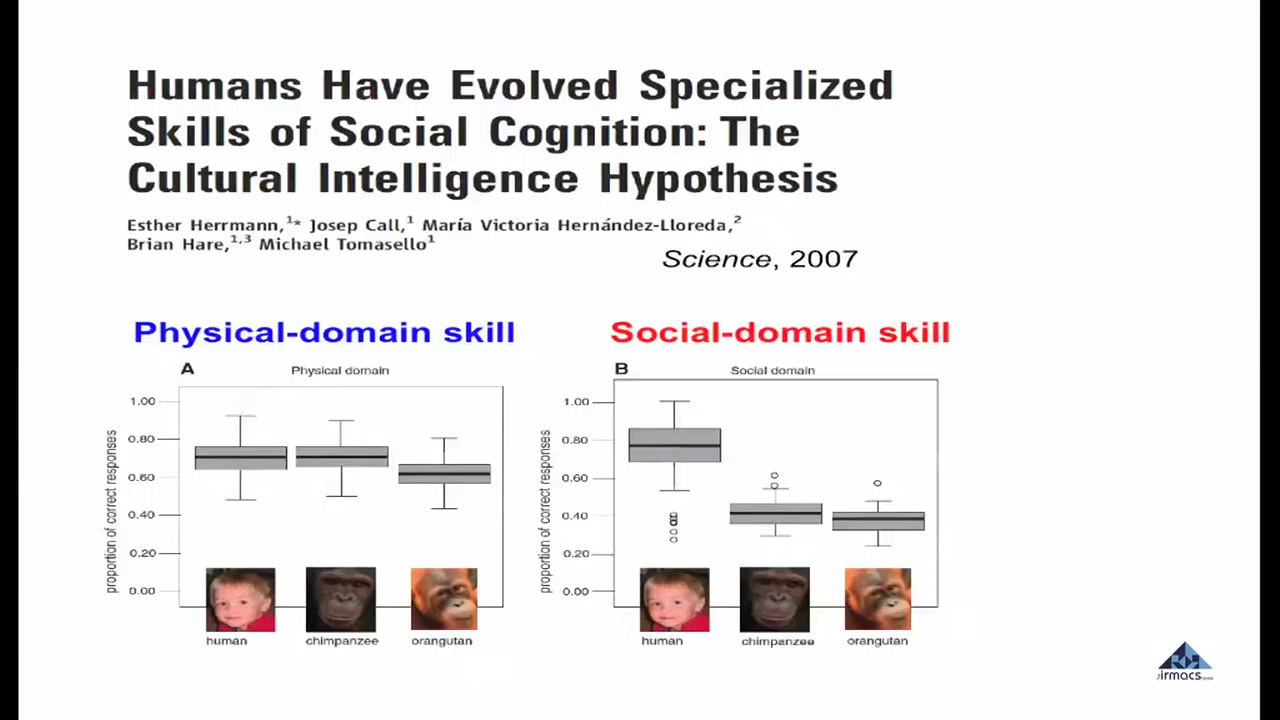 Humans Have Evolved Specialized
Skills of Social Cognition: The
Cultural Intelligence Hypothesis
Esther Herrmann,1* Josep Call,1 María Victoria Hernández-Lloreda,2
Brian Hare,1,3 Michael Tomasello1
Science, 2007
Physical-domain skill
Social-domain skill
A
Physical domain
1.00
0.80
0.60
0.40
0.20
0.00
proportion of correct responses
human
chimpanzee
orangutan
B
Social domain
1.00
0.80
0.60
0.40
0.20
0.00
proportion of correct responses
human
chimpanzee
orangutan
irmacs